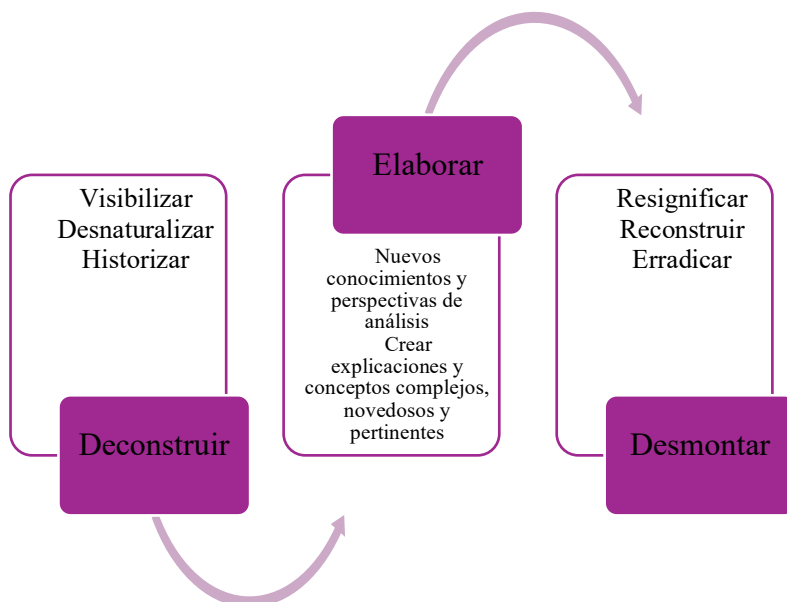 Visibilizar
Desnaturalizar
Historizar
Deconstruir
Elaborar
Nuevos
conocimientos y
perspectivas de
análisis
Crear
explicaciones y
conceptos complejos,
novedosos y
pertinentes
Resignificar
Reconstruir
Erradicar
Desmontar